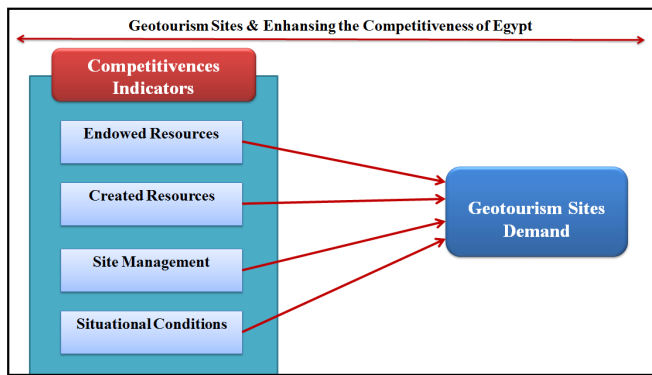 Geotourism Sites & Enhansing the Competitiveness of Egypt
Competitivences
Indicators
Endowed Resources
Created Resources
Site Management
Situational Conditions
Geotourism Sites
Demand